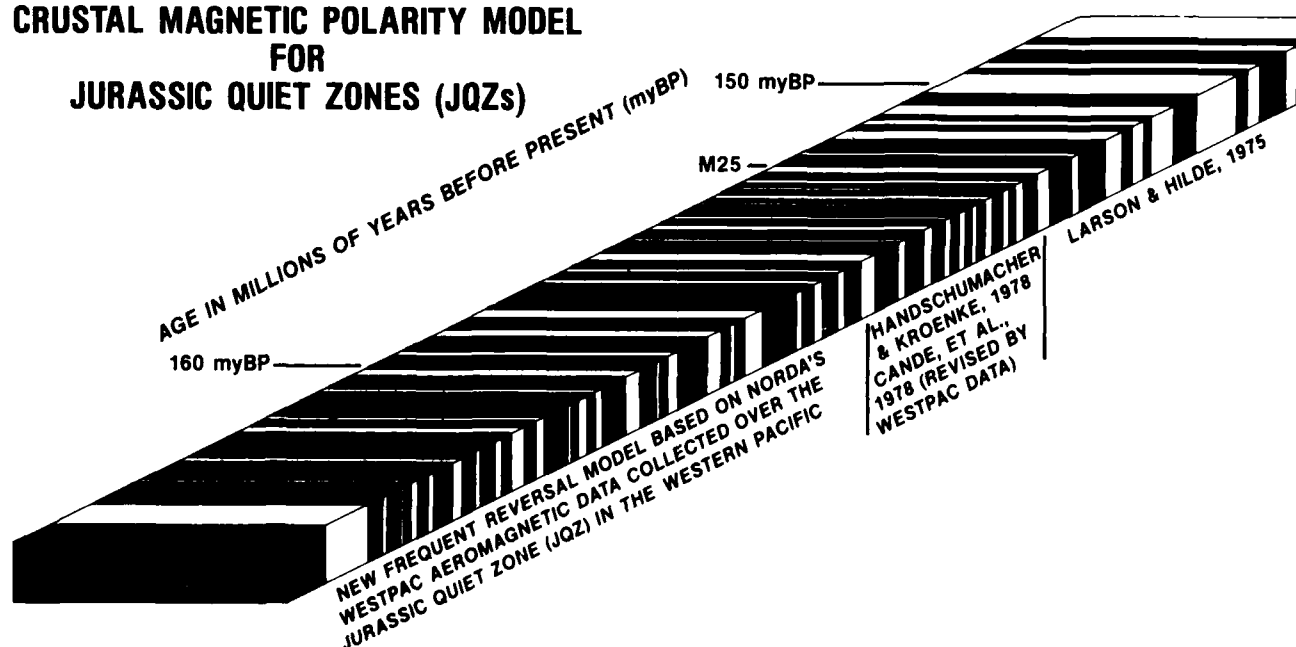 CRUSTAL MAGNETIC POLARITY MODEL
FOR
JURASSIC QUIET ZONES (JQZs)
AGE IN MILLIONS OF YEARS BEFORE PRESENT (myBP)
150 myBP
M25
160 myBP
LARSON & HILDE, 1975
HANDSCHUMACHER
& KROENKE, 1978
CANDE, ET AL.,
1978 (REVISED BY
WESTPAC DATA)
NEW FREQUENT REVERSAL MODEL BASED ON NORDA'S
WESTPAC AEROMAGNETIC DATA COLLECTED OVER THE
JURASSIC QUIET ZONE (JQZ) IN THE WESTERN PACIFIC